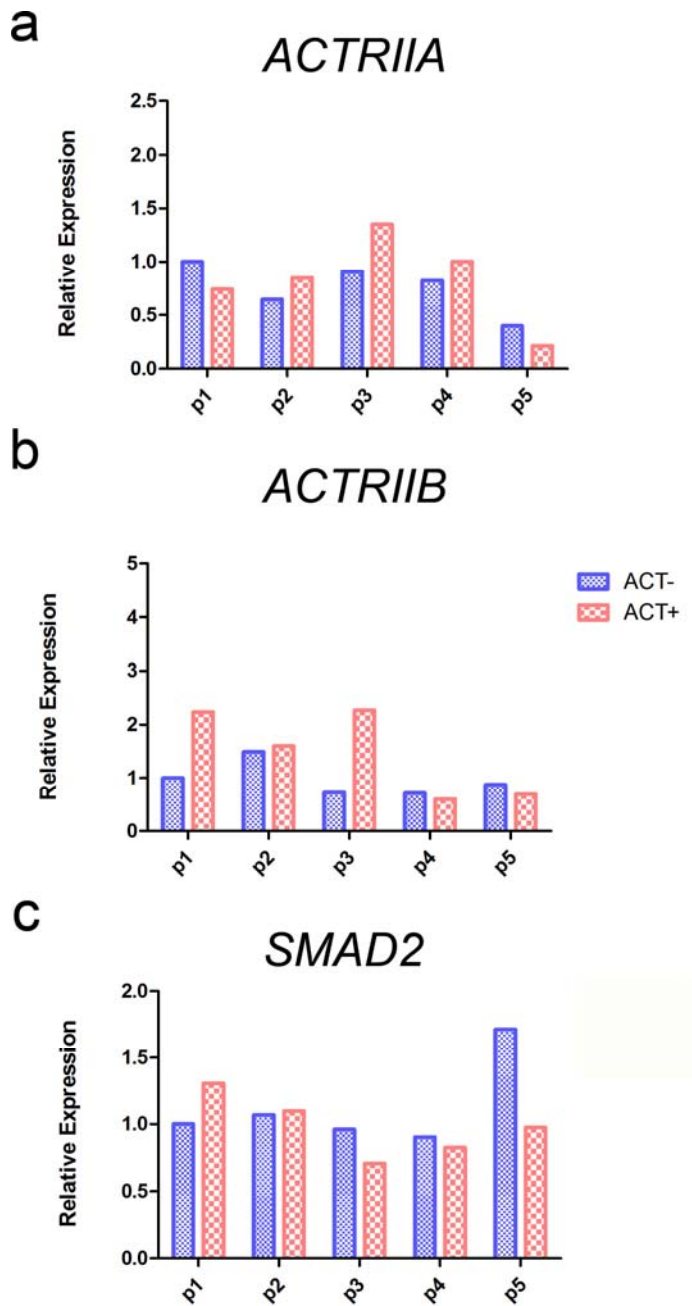 a
ACTRIIA
Relative Expression
2.5
2.0
1.5
1.0
0.5
0.0
p1 p2 p3 p4 p5
b
ACTRIIB
Relative Expression
5
4
3
2
1
0
p1 p2 p3 p4 p5
ACT-
ACT+
c
SMAD2
Relative Expression
2.0
1.5
1.0
0.5
0.0
p1 p2 p3 p4 p5